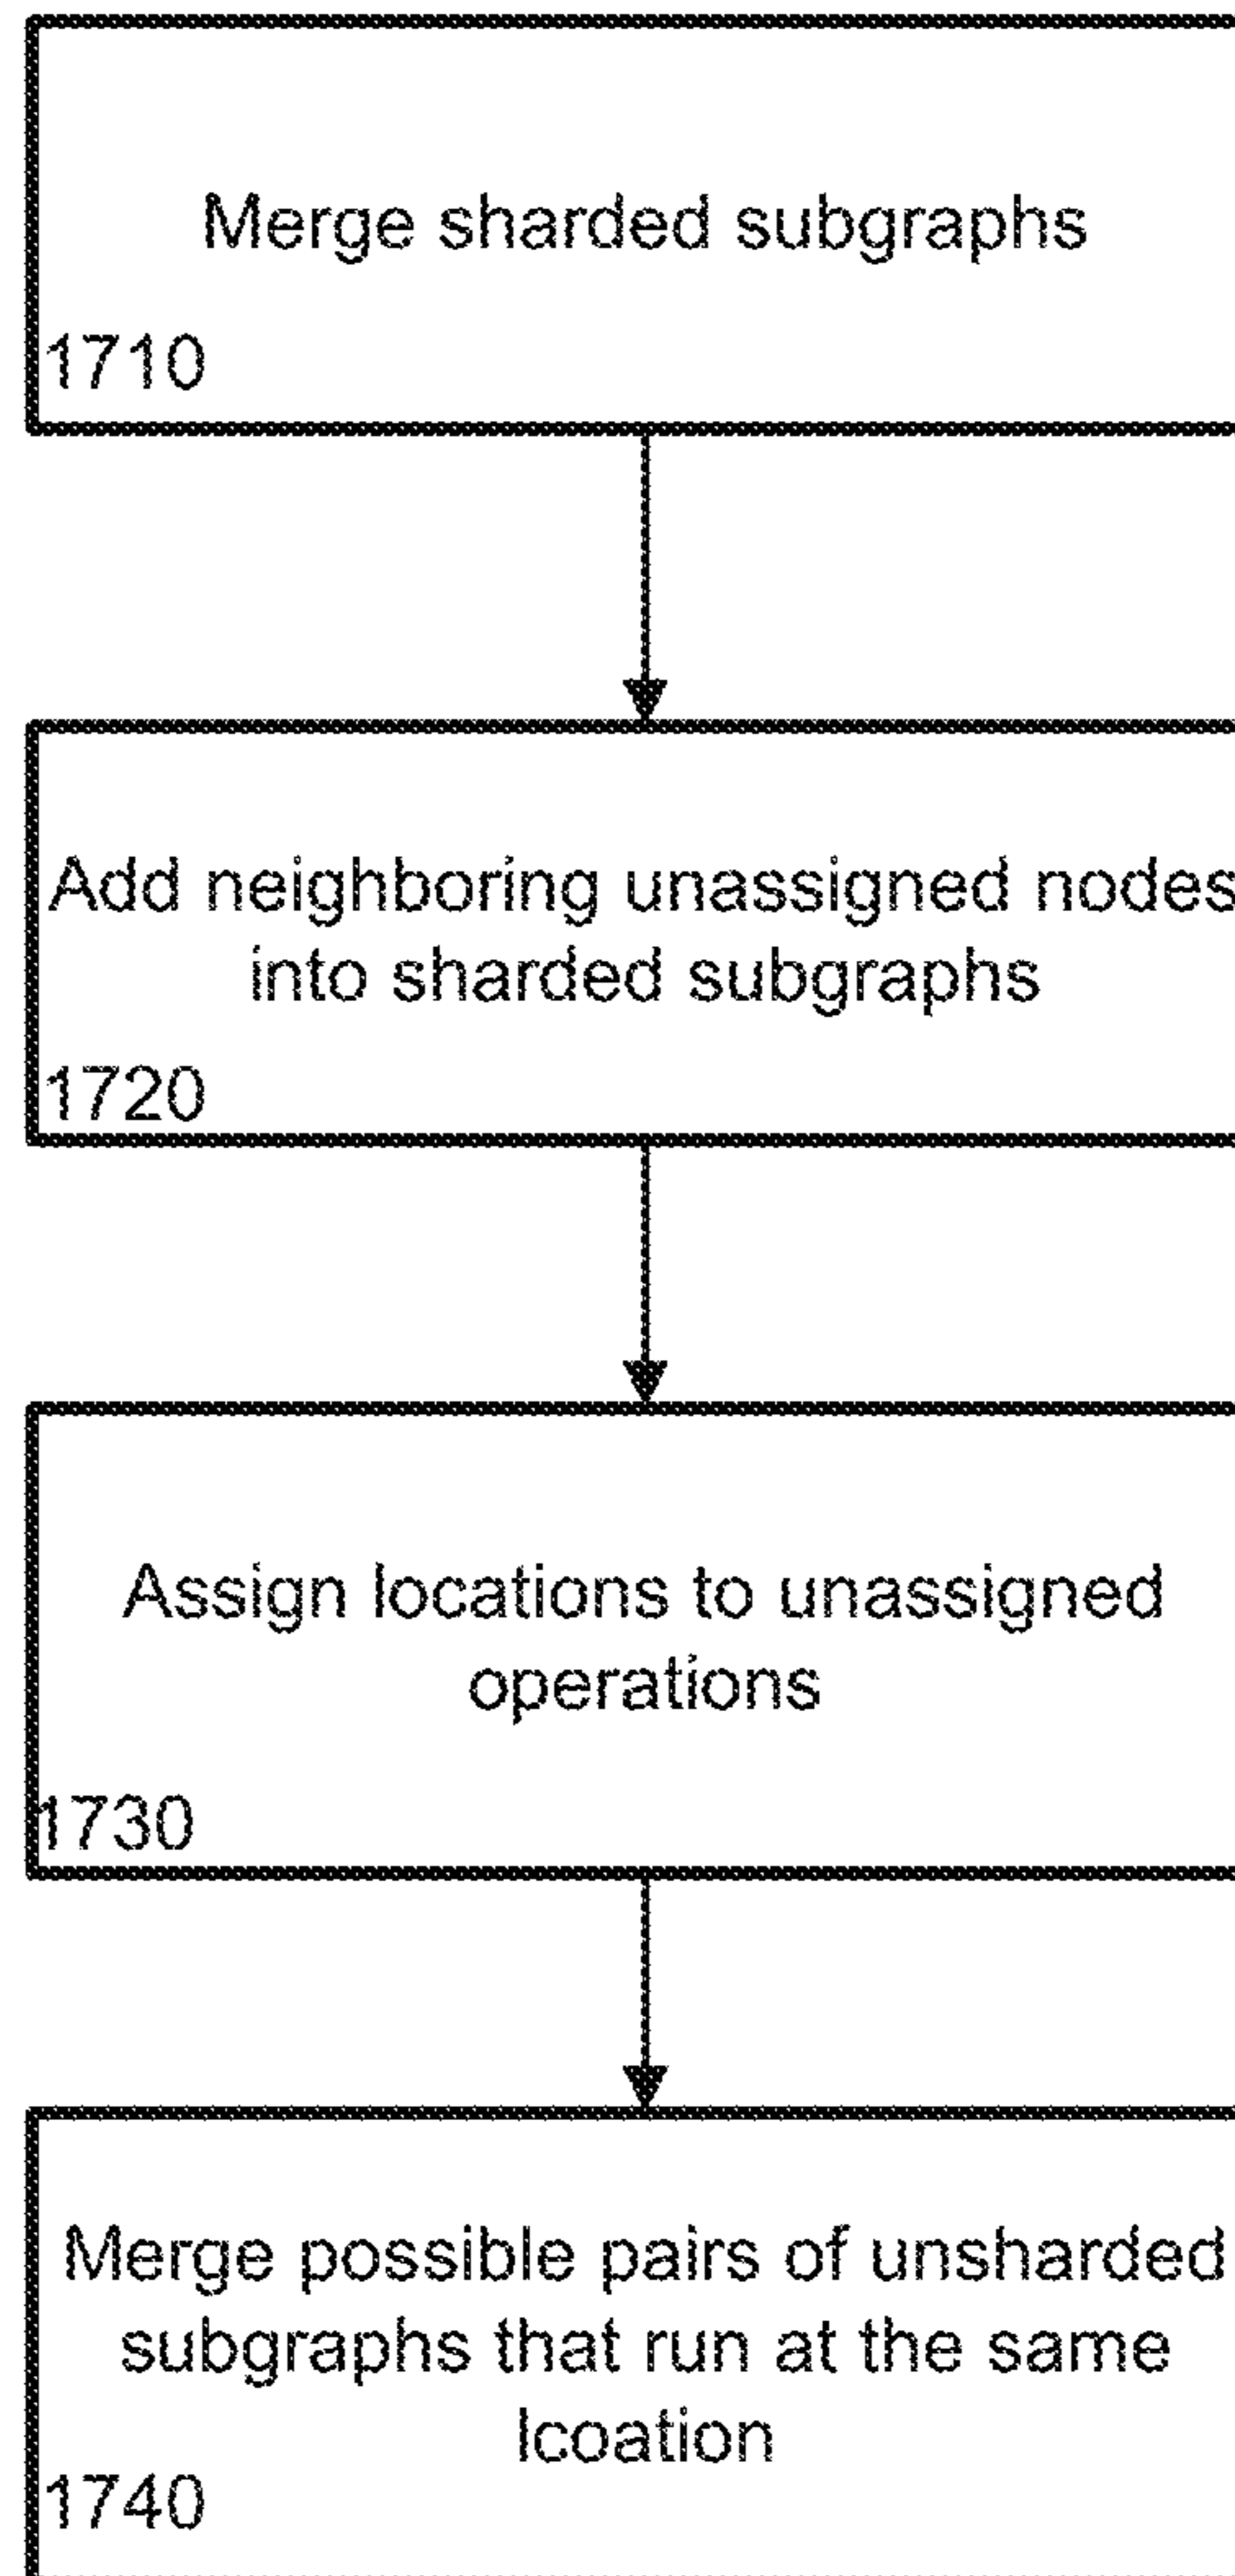 Merge sharded subgraphs
1710
Add neighboring unassigned nodes
into sharded subgraphs
1720
Assign locations to unassigned
operations
1730
Merge possible pairs of unsharded
subgraphs that run at the same
lcoation
1740